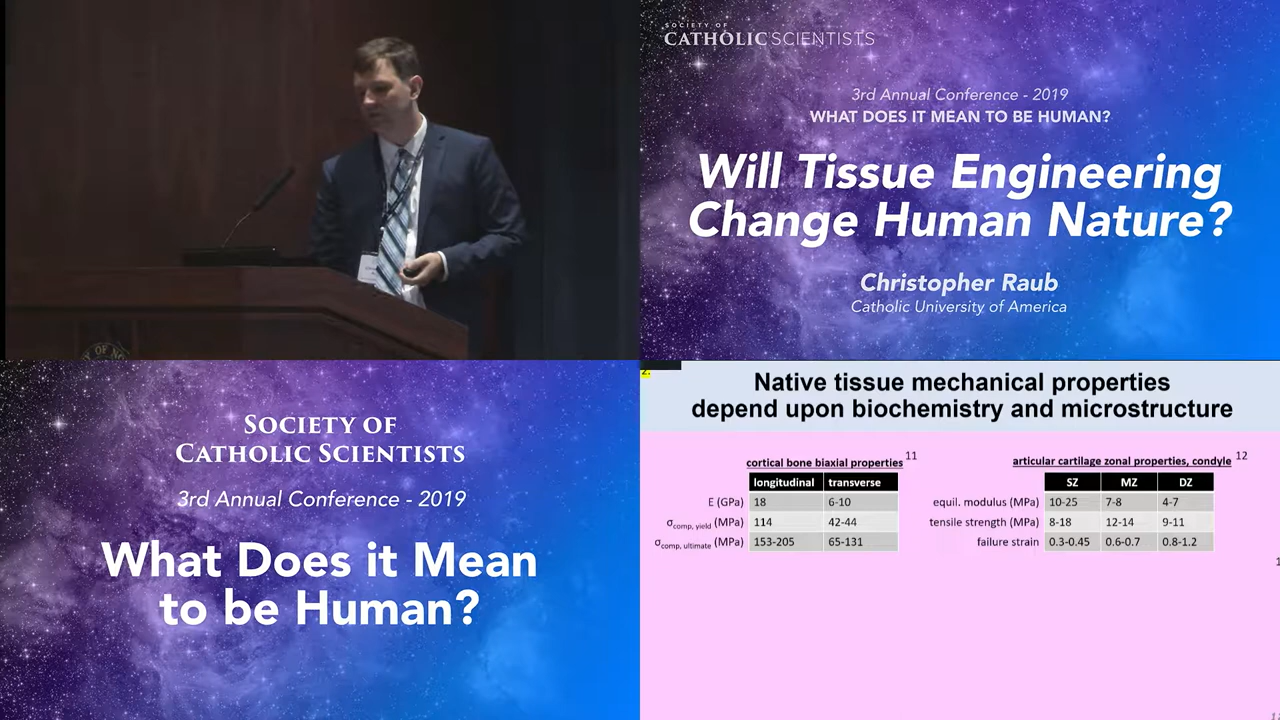 SOCIETY OF
CATHOLIC SCIENTISTS
3rd Annual Conference - 2019
WHAT DOES IT MEAN TO BE HUMAN?
Will Tissue Engineering
Change Human Nature?
Christopher Raub
Catholic University of America
SOCIETY OF
CATHOLIC SCIENTISTS
3rd Annual Conference - 2019
What Does it Mean
to be Human?
2.
Native tissue mechanical properties
depend upon biochemistry and microstructure
cortical bone biaxial properties 11
longitudinal transverse
E (GPa) 18 6-10
σcomp, yield (MPa) 114 42-44
σcomp, ultimate (MPa) 153-205 65-131
articular cartilage zonal properties, condyle 12
SZ MZ DZ
equil. modulus (MPa) 10-25 7-8 4-7
tensile strength (MPa) 8-18 12-14 9-11
failure strain 0.3-0.45 0.6-0.7 0.8-1.2